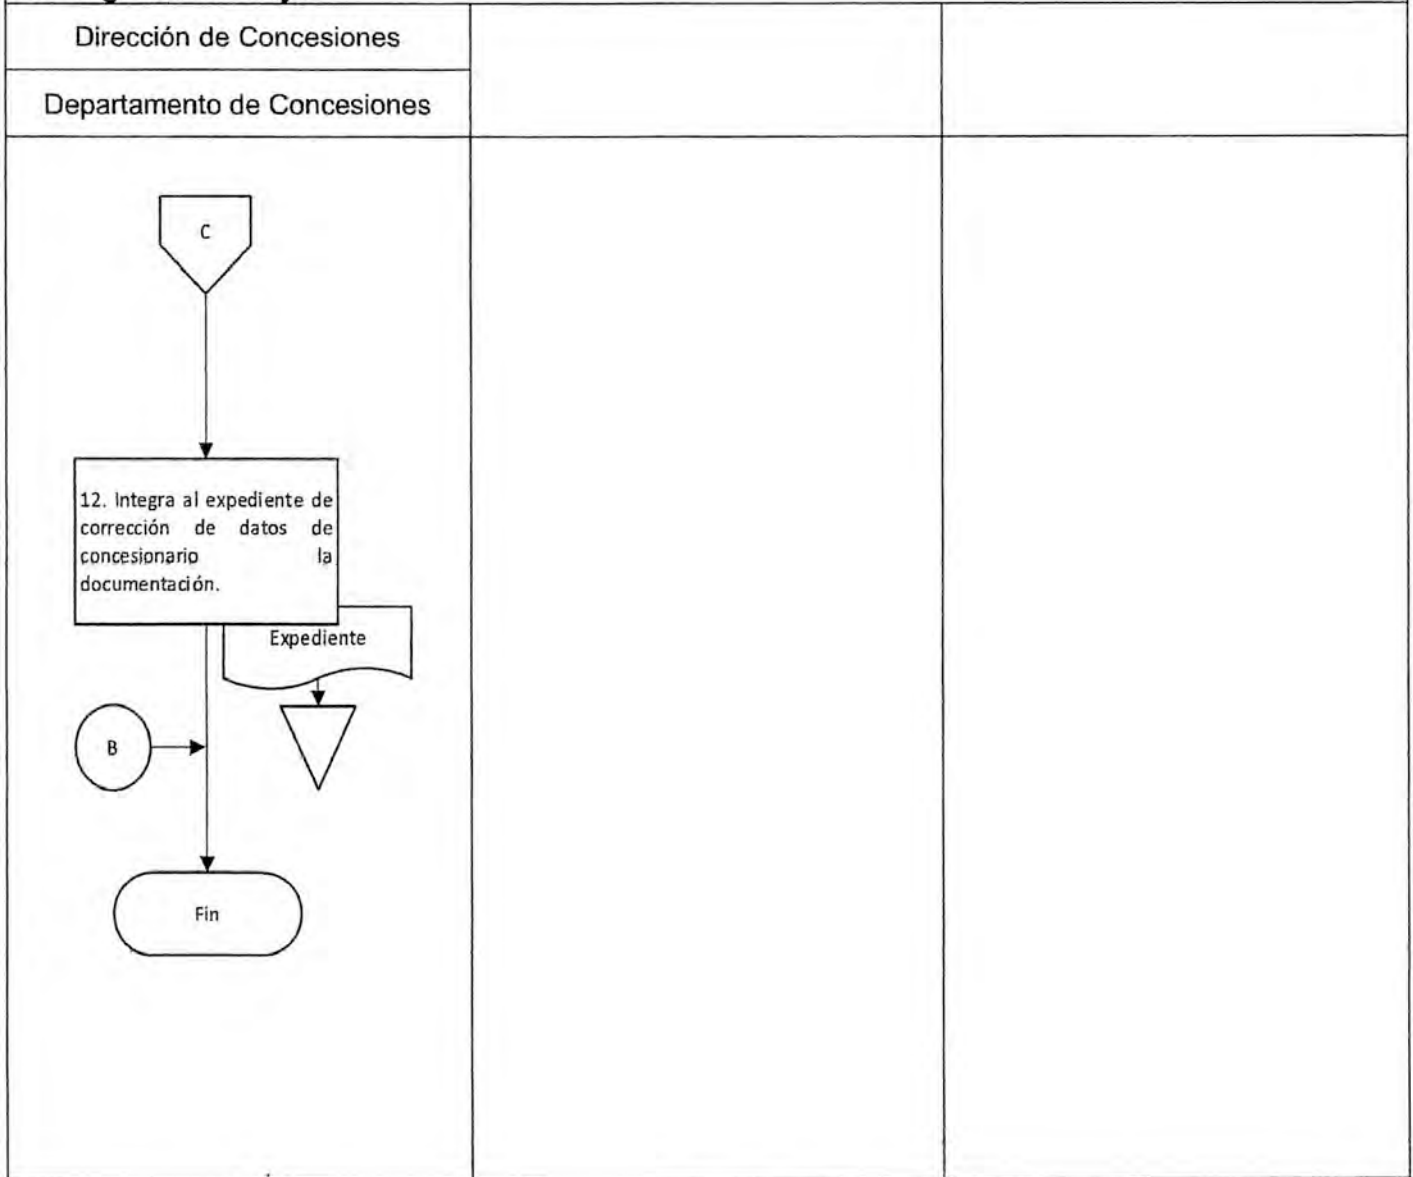 Dirección de Concesiones
Departamento de Concesiones
C
12. Integra al expediente de
corrección de datos de
concesionario la
documentación.
Expediente
B
Fin